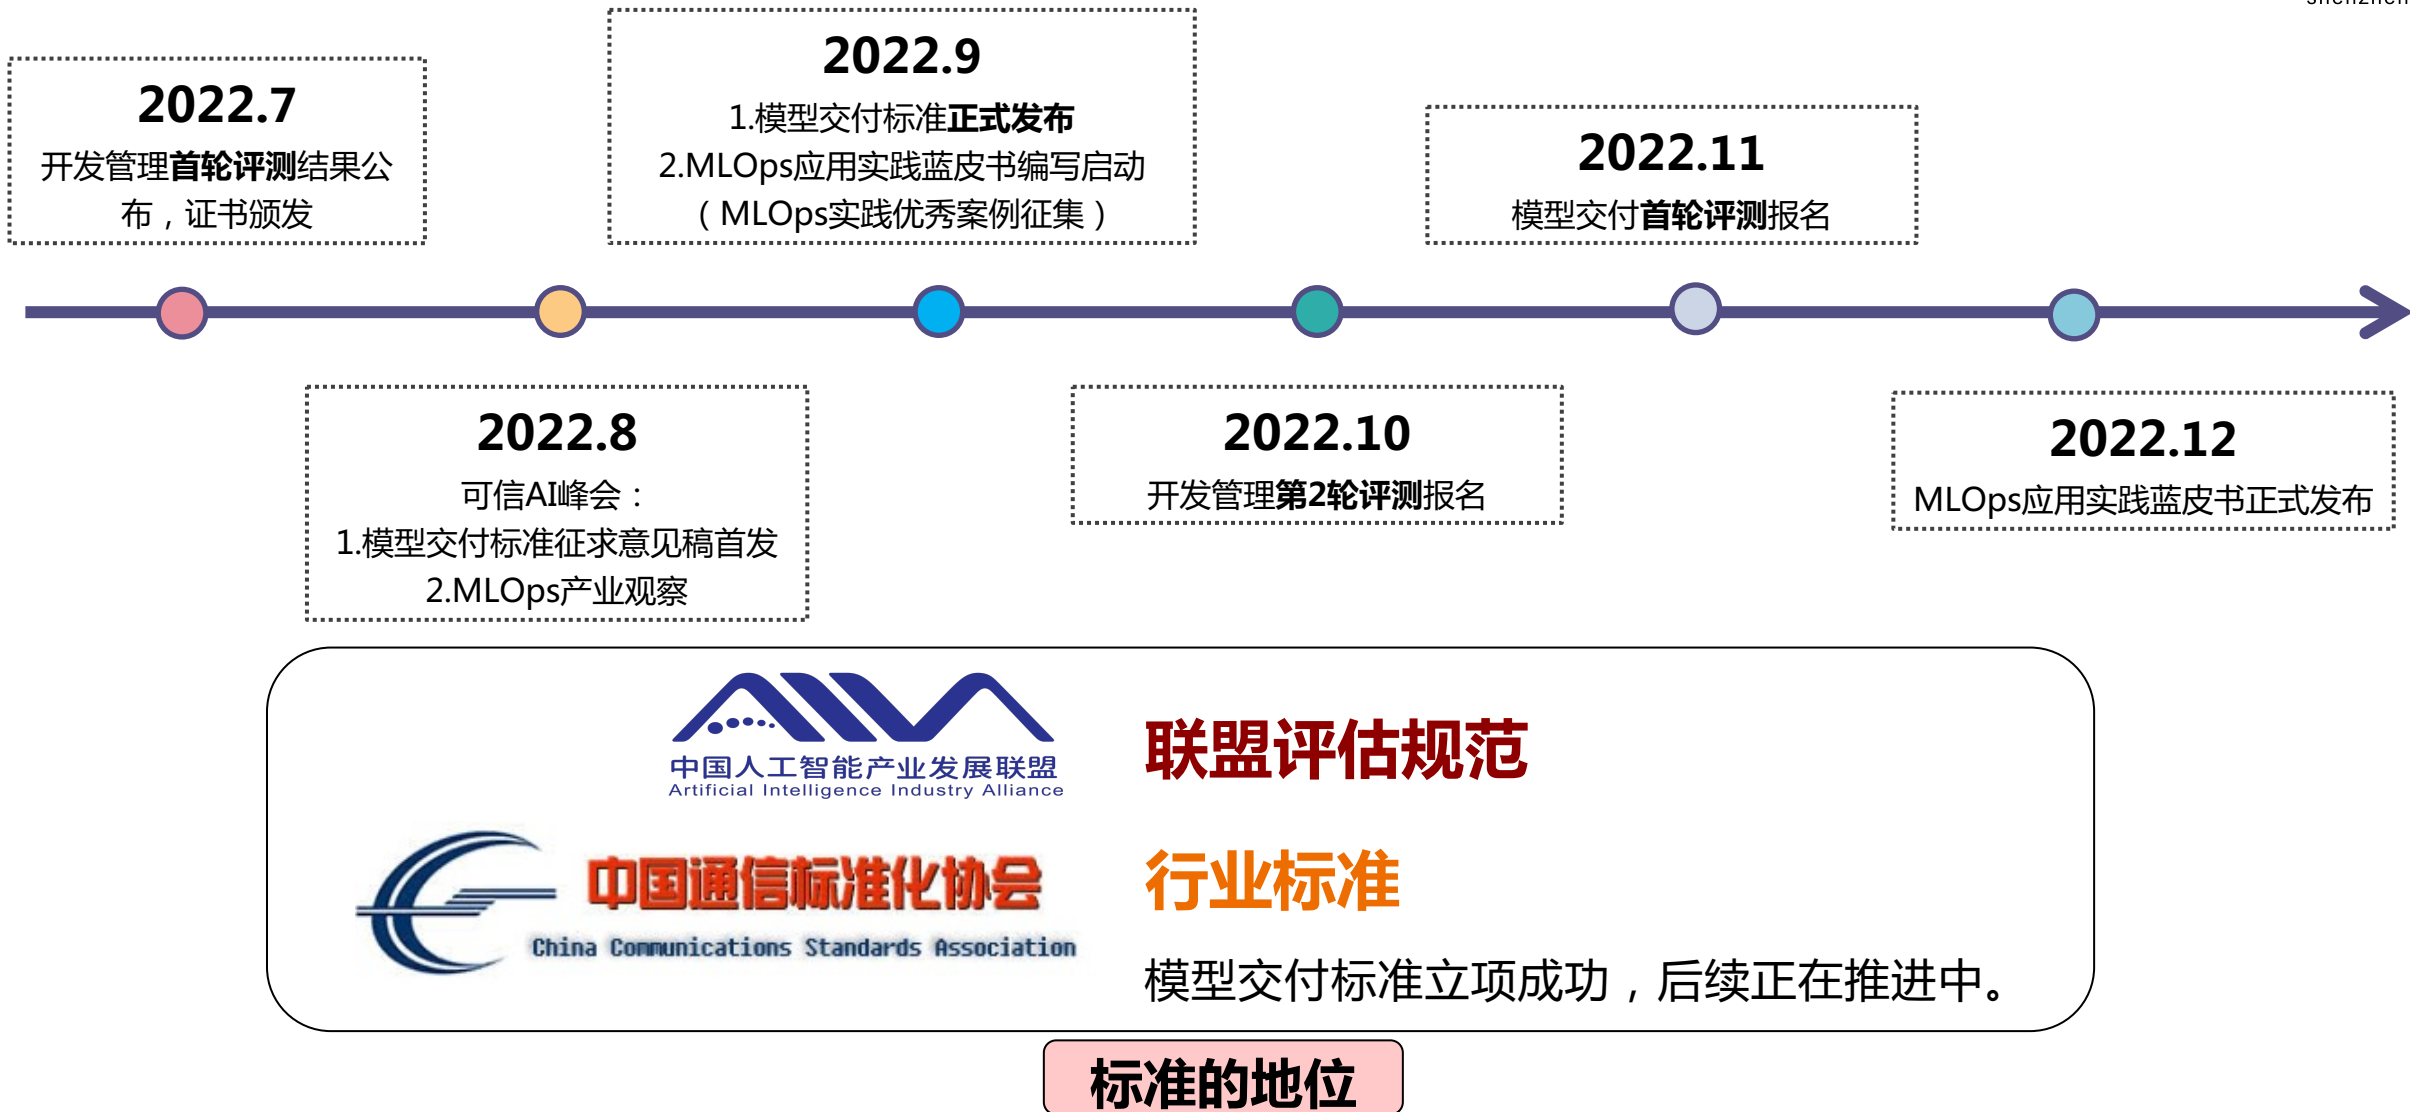 shenzhen
2022.7
开发管理首轮评测结果公
布，证书颁发
2022.9
1.模型交付标准正式发布
2.MLOps应用实践蓝皮书编写启动
（MLOps实践优秀案例征集）
2022.11
模型交付首轮评测报名
2022.8
可信AI峰会：
1.模型交付标准征求意见稿首发
2.MLOps产业观察
2022.10
开发管理第2轮评测报名
2022.12
MLOps应用实践蓝皮书正式发布
中国人工智能产业发展联盟
Artificial Intelligence Industry Alliance
联盟评估规范
中国通信标准化协会
China Communications Standards Association
行业标准
模型交付标准立项成功，后续正在推进中。
标准的地位